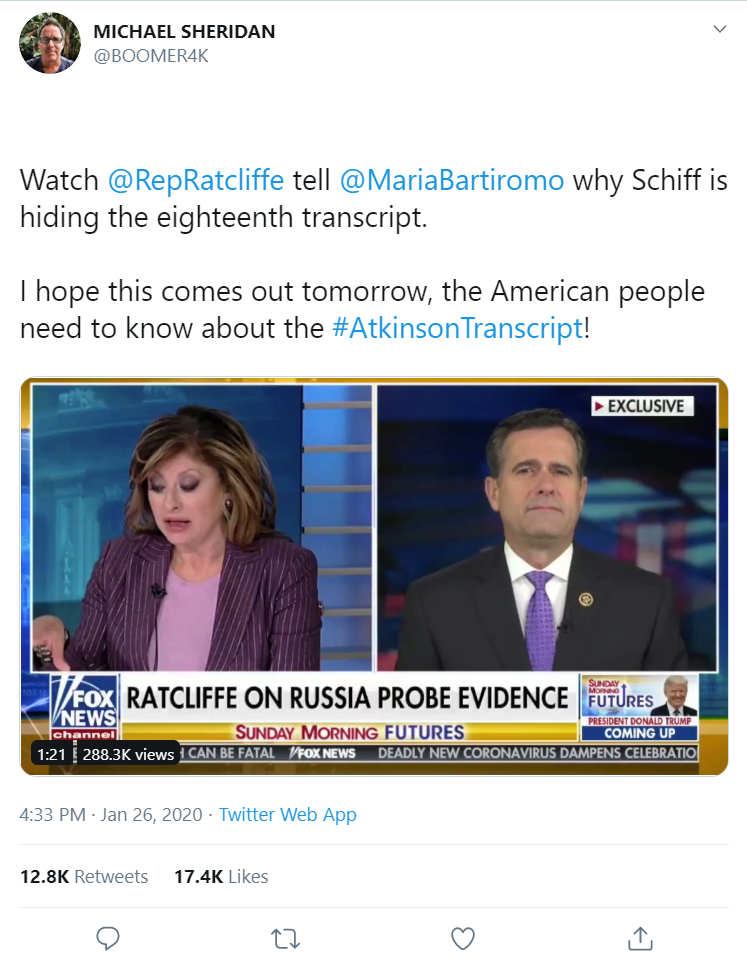 MICHAEL SHERIDAN
@BOOMER4K
Watch @RepRatcliffe tell @MariaBartiromo why Schiff is
hiding the eighteenth transcript.
I hope this comes out tomorrow, the American people
need to know about the #AtkinsonTranscript!
EXCLUSIVE
FOX
NEWS
channel
RATCLIFFE ON RUSSIA PROBE EVIDENCE
SUNDAY MORNING FUTURES
SUNDAY
MORNING
FUTURES
PRESIDENT DONALD TRUMP
COMING UP
1:21
288.3K views
CAN BE FATAL FOX NEWS DEADLY NEW CORONAVIRUS DAMPENS CELEBRATIO
4:33 PM · Jan 26, 2020 · Twitter Web App
12.8K Retweets 17.4K Likes